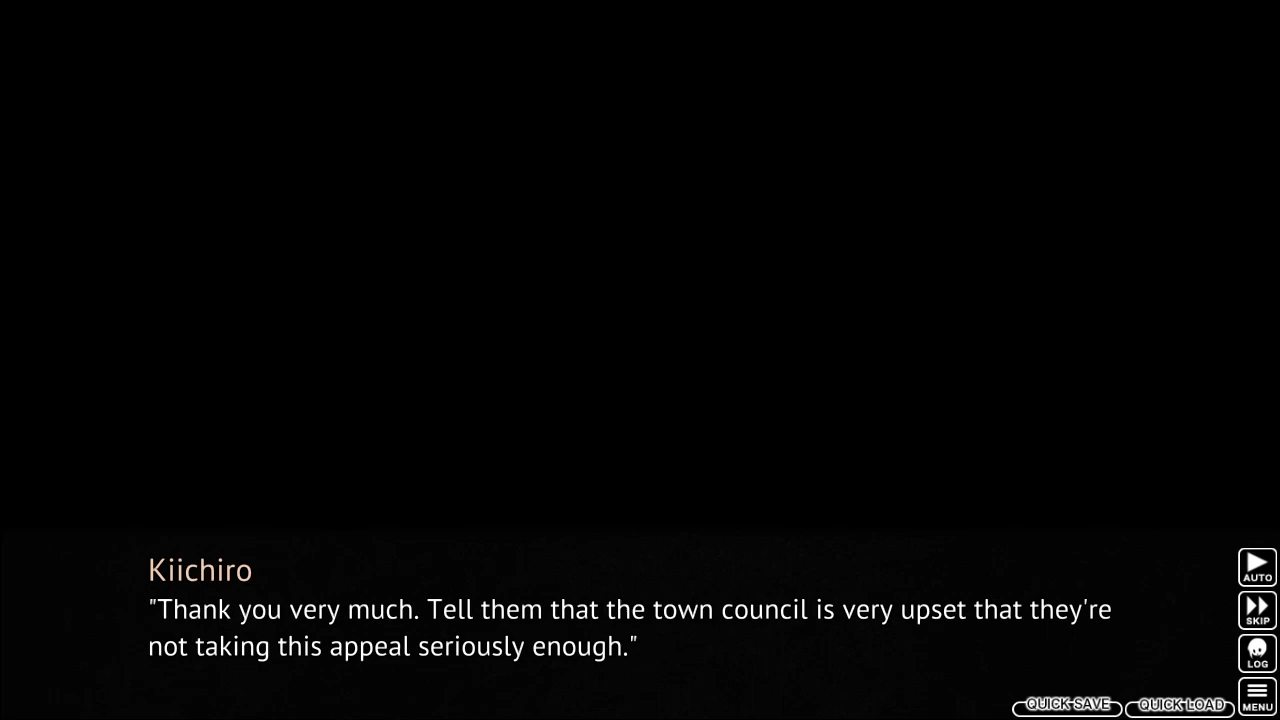 Kiichiro
"Thank you very much. Tell them that the town council is very upset that they're
not taking this appeal seriously enough."
AUTO
SKIP
LOG
MENU
QUICK SAVE
QUICK LOAD